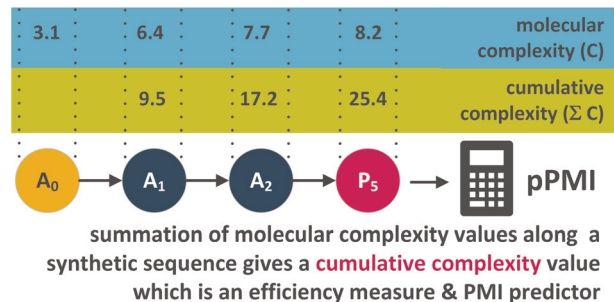 3.1 6.4 7.7 8.2 molecular
complexity (C)
9.5 17.2 25.4 cumulative
complexity (Σ C)
A0 A1 A2 P5 pPMI
summation of molecular complexity values along a
synthetic sequence gives a cumulative complexity value
which is an efficiency measure & PMI predictor